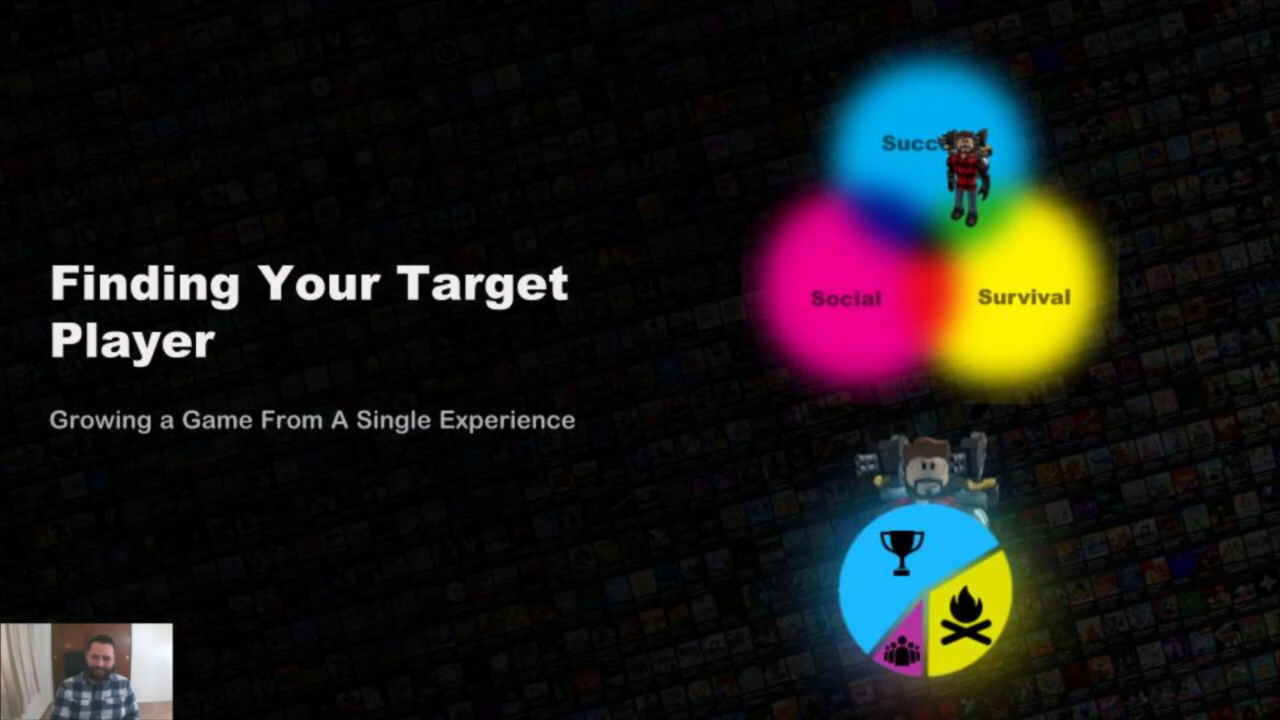 Finding Your Target
Player
Growing a Game From A Single Experience
Social
Survival